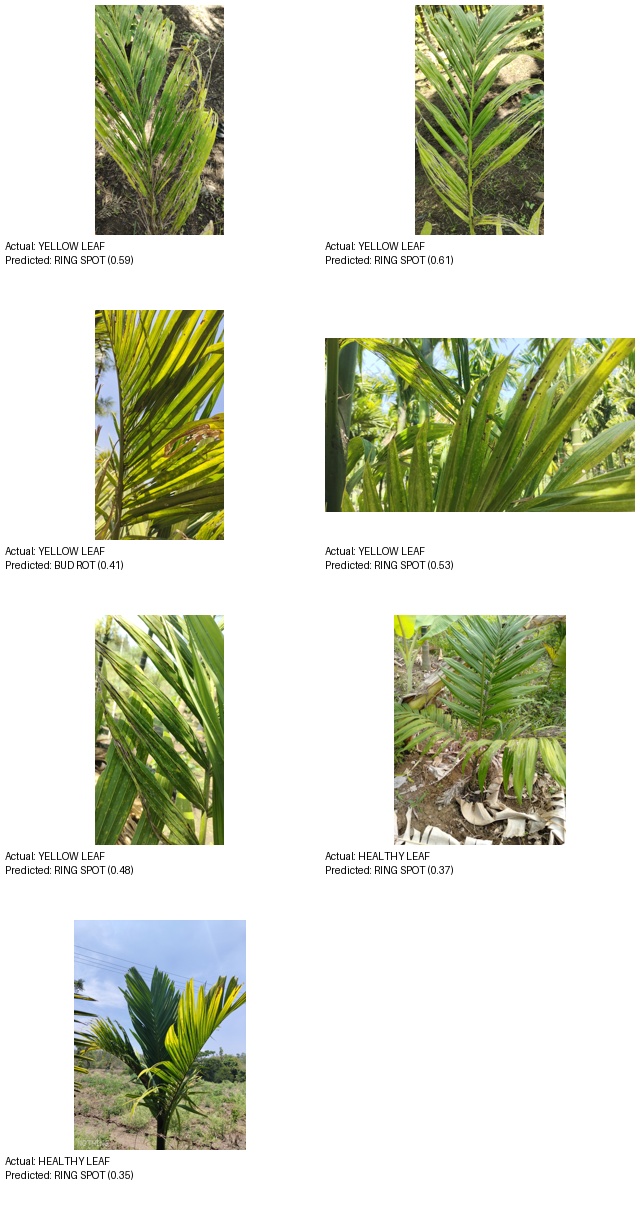 Actual: YELLOW LEAF
Predicted: RING SPOT (0.59)
Actual: YELLOW LEAF
Predicted: RING SPOT (0.61)
Actual: YELLOW LEAF
Predicted: BUD ROT (0.41)
Actual: YELLOW LEAF
Predicted: RING SPOT (0.53)
Actual: YELLOW LEAF
Predicted: RING SPOT (0.48)
Actual: HEALTHY LEAF
Predicted: RING SPOT (0.37)
Actual: HEALTHY LEAF
Predicted: RING SPOT (0.35)